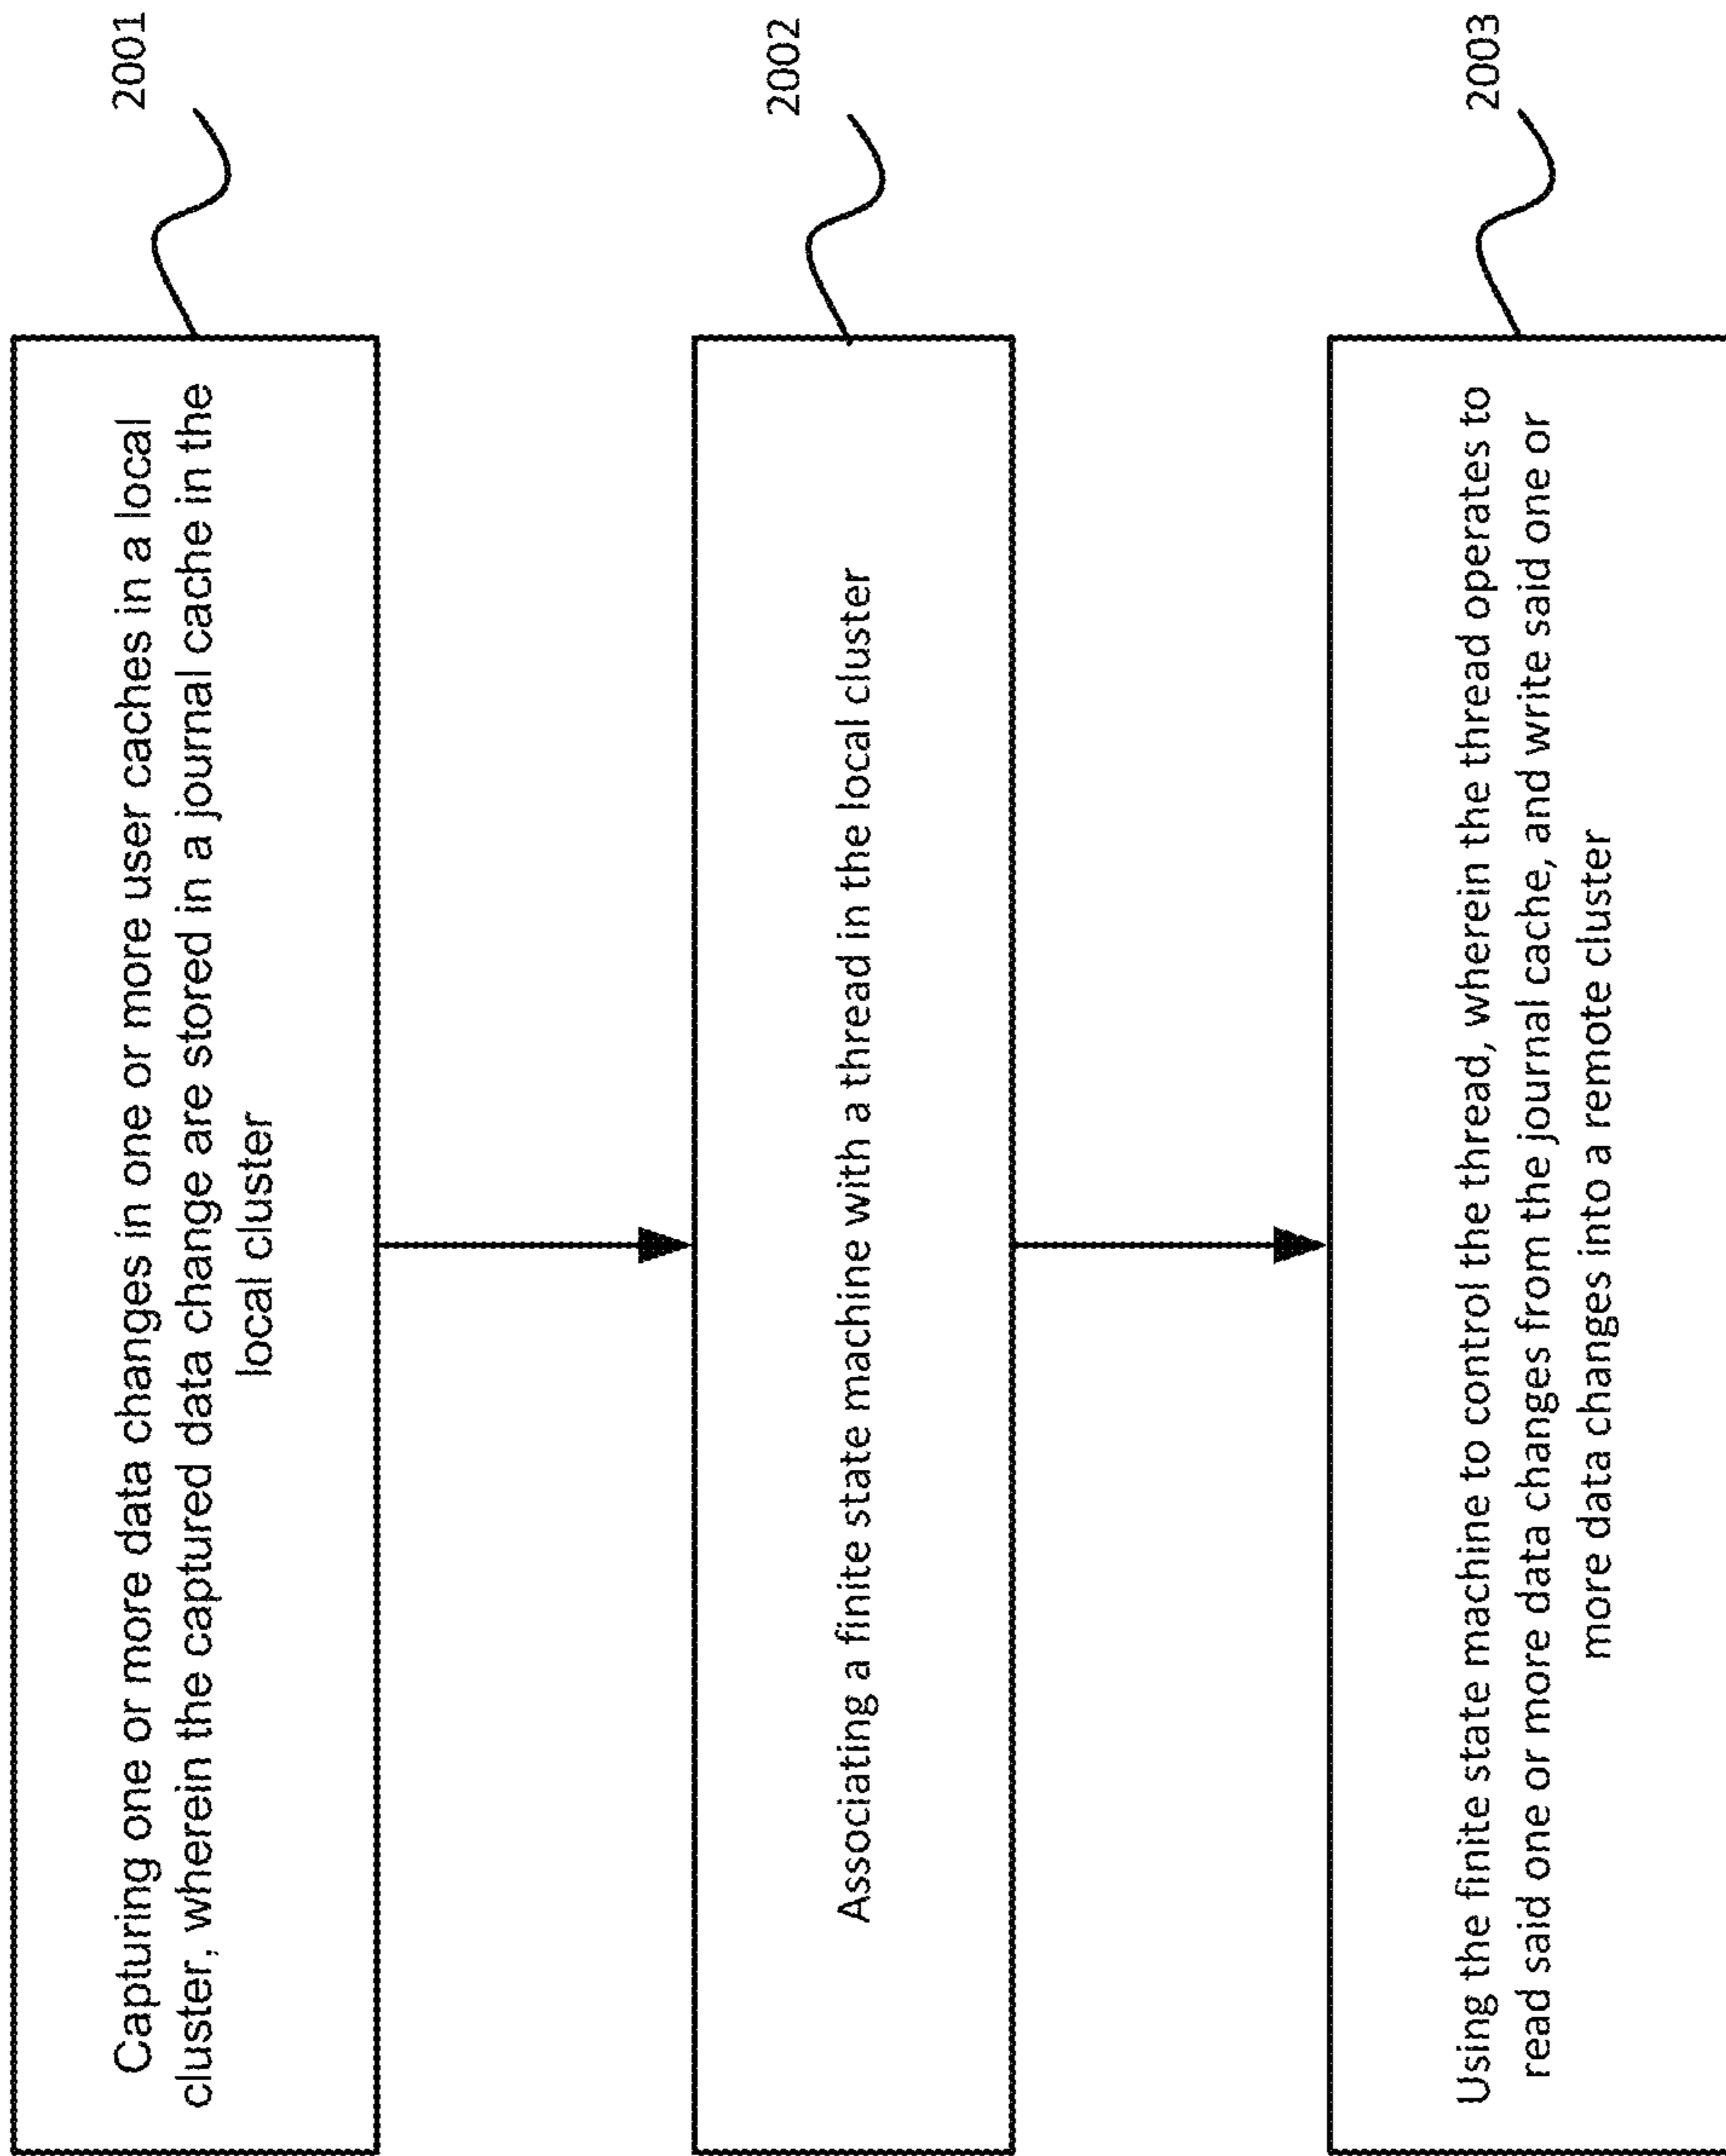 Capturing one or more data changes in one or more user caches in a local
cluster, wherein the captured data change are stored in a journal cache in the
local cluster
2001
Associating a finite state machine with a thread in the local cluster
2002
Using the finite state machine to control the thread, wherein the thread operates to
read said one or more data changes from the journal cache, and write said one or
more data changes into a remote cluster
2003